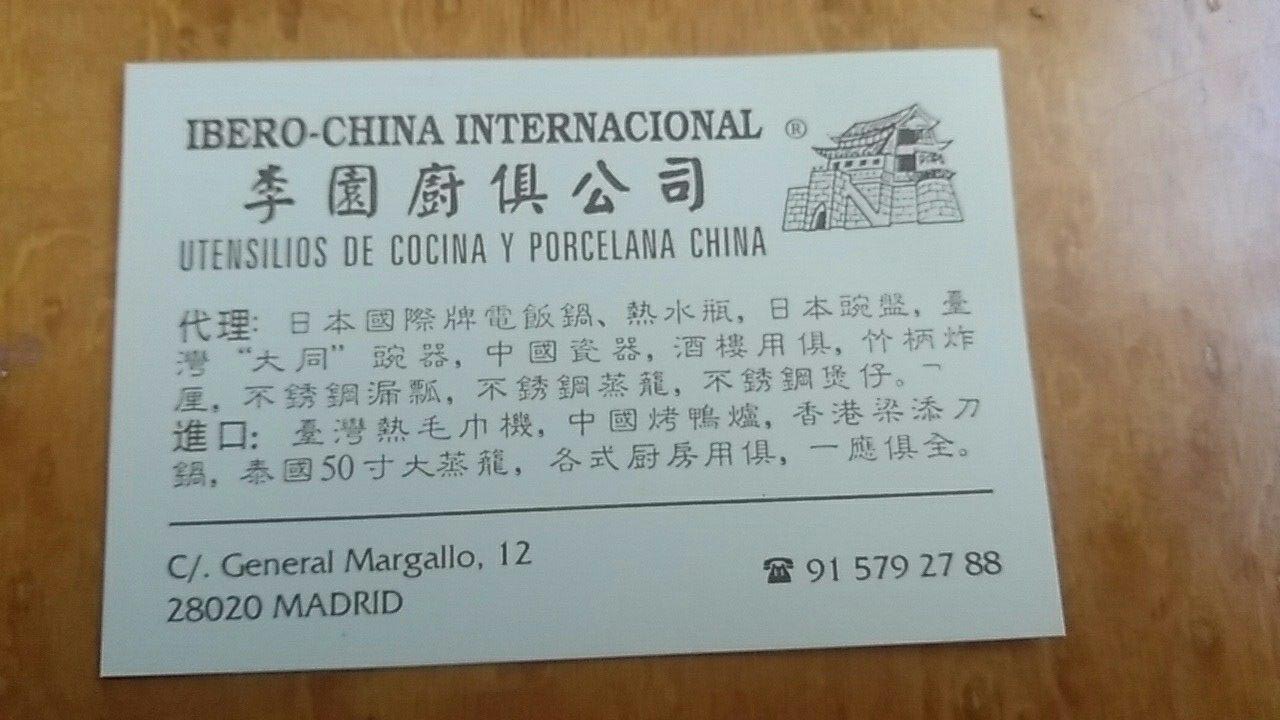 IBERO-CHINA INTERNACIONAL ®
李園廚俱公司
UTENSILIOS DE COCINA Y PORCELANA CHINA
代理: 日本國際牌電飯鍋、熱水瓶, 日本豌盤, 臺
灣 "大同" 豌器, 中國瓷器, 酒樓用俱, 竹柄炸
厘, 不銹鋼漏瓢, 不銹鋼蒸籠, 不銹鋼煲仔。
進口: 臺灣熱毛巾機, 中國烤鴨爐, 香港梁添刀
鍋, 泰國50寸大蒸籠, 各式厨房用俱, 一應俱全。
C/. General Margallo, 12
28020 MADRID
☎ 91 579 27 88